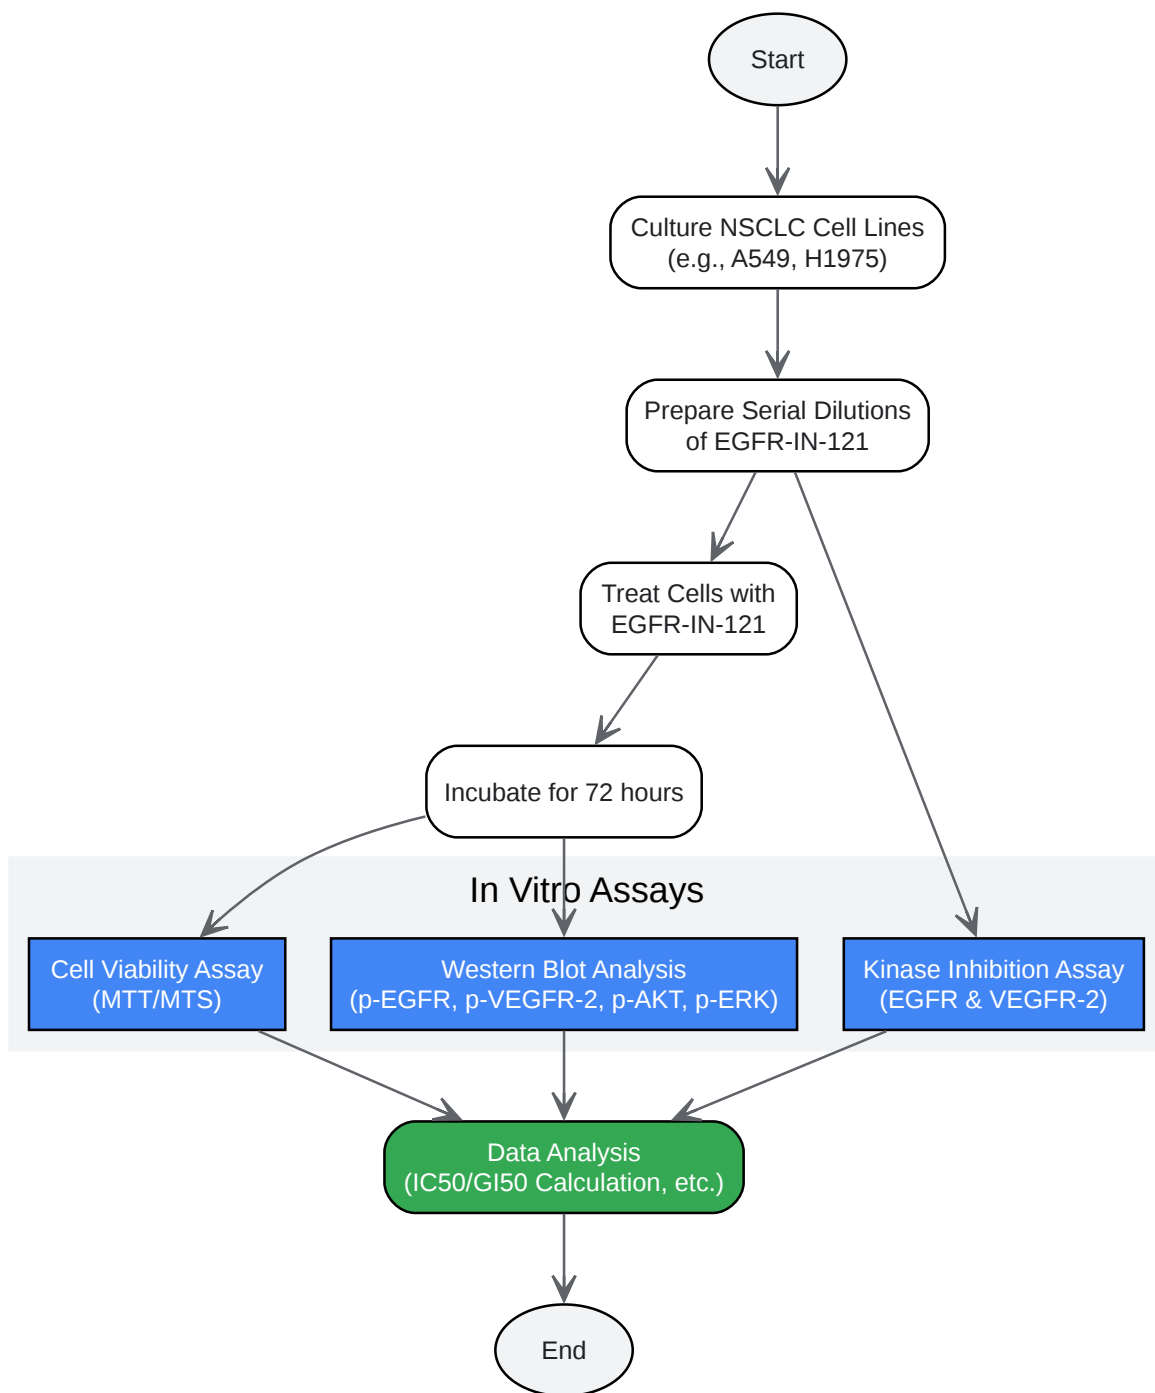 Start
Culture NSCLC Cell Lines
(e.g., A549, H1975)
Prepare Serial Dilutions
of EGFR-IN-121
Treat Cells with
EGFR-IN-121
Incubate for 72 hours
In Vitro Assays
Cell Viability Assay
(MTT/MTS)
Western Blot Analysis
(p-EGFR, p-VEGFR-2, p-AKT, p-ERK)
Kinase Inhibition Assay
(EGFR & VEGFR-2)
Data Analysis
(IC50/GI50 Calculation, etc.)
End